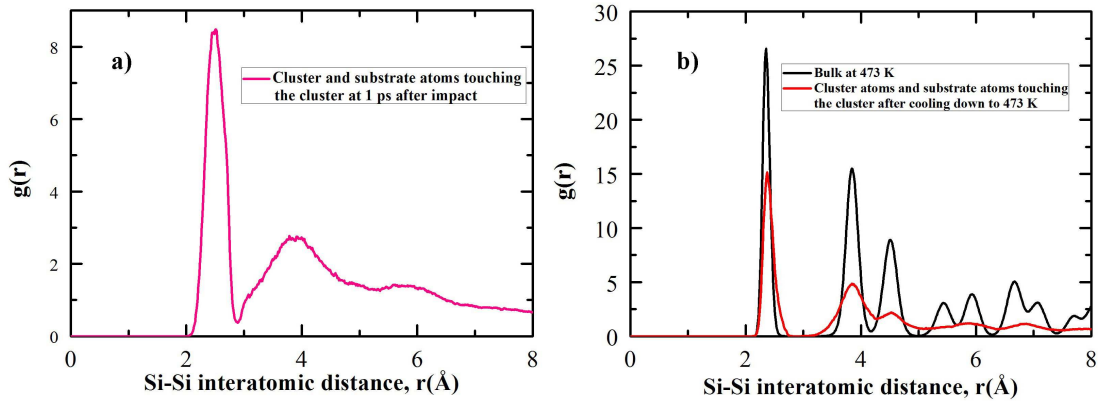 a)
Cluster and substrate atoms touching
the cluster at 1 ps after impact
g(r)
8
6
4
2
0
0 2 4 6 8
Si-Si interatomic distance, r(Å)
b)
Bulk at 473 K
Cluster atoms and substrate atoms touching
the cluster after cooling down to 473 K
g(r)
30
25
20
15
10
5
0
0 2 4 6 8
Si-Si interatomic distance, r(Å)